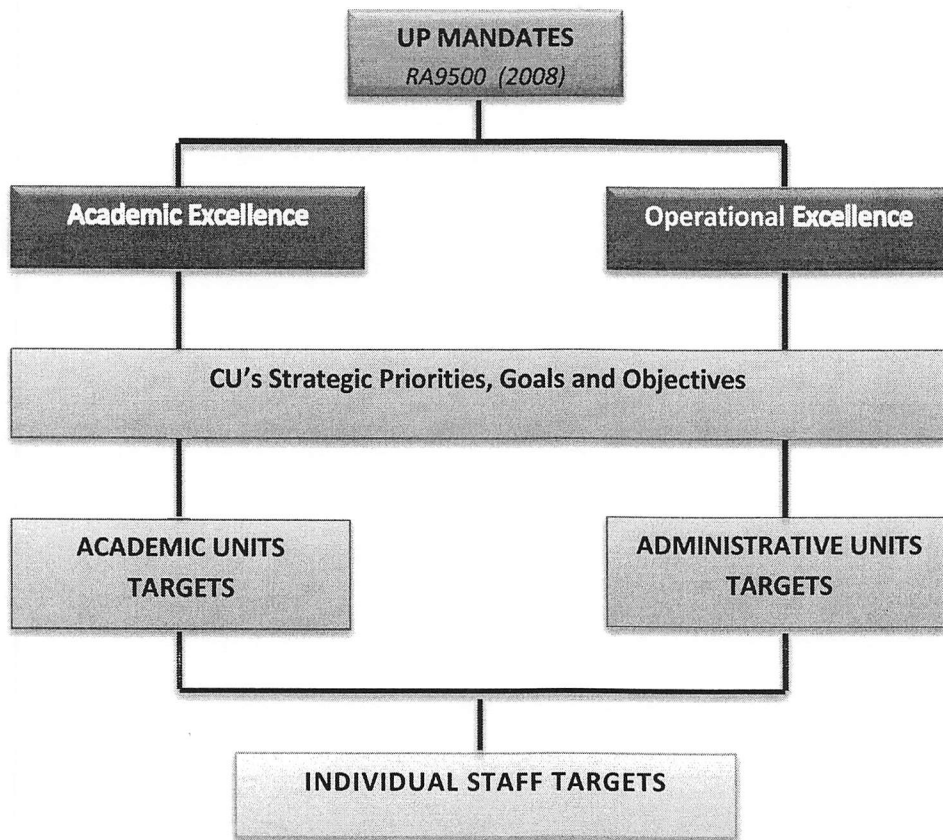 UP MANDATES
RA9500 (2008)
Academic Excellence
Operational Excellence
CU's Strategic Priorities, Goals and Objectives
ACADEMIC UNITS
TARGETS
ADMINISTRATIVE UNITS
TARGETS
INDIVIDUAL STAFF TARGETS